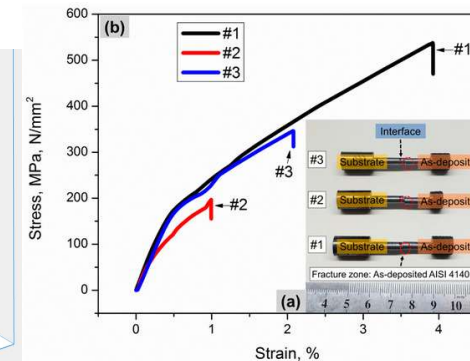 600
500
400
300
200
100
0
Stress, MPa, N/mm²
(b)
#1
#2
#3
#1
#3
#2
Interface
#3
Substrate
As-deposit
#2
Substrate
As-deposit
#1
Substrate
As-deposit
Fracture zone: As-deposited AISI 4140
(a)
4 5 6 7 8 9 10
0 1 2 3 4
Strain, %